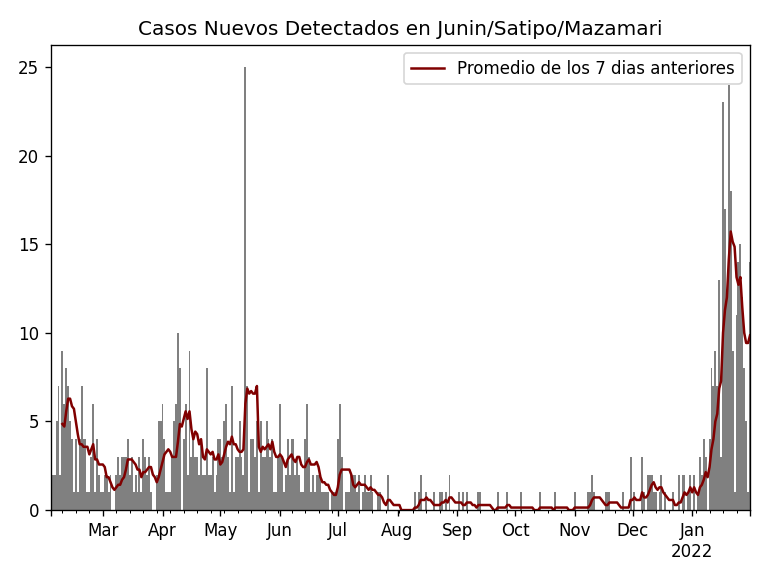 Casos Nuevos Detectados en Junin/Satipo/Mazamari
Promedio de los 7 dias anteriores
25
20
15
10
5
0
Mar Apr May Jun Jul Aug Sep Oct Nov Dec Jan
2022